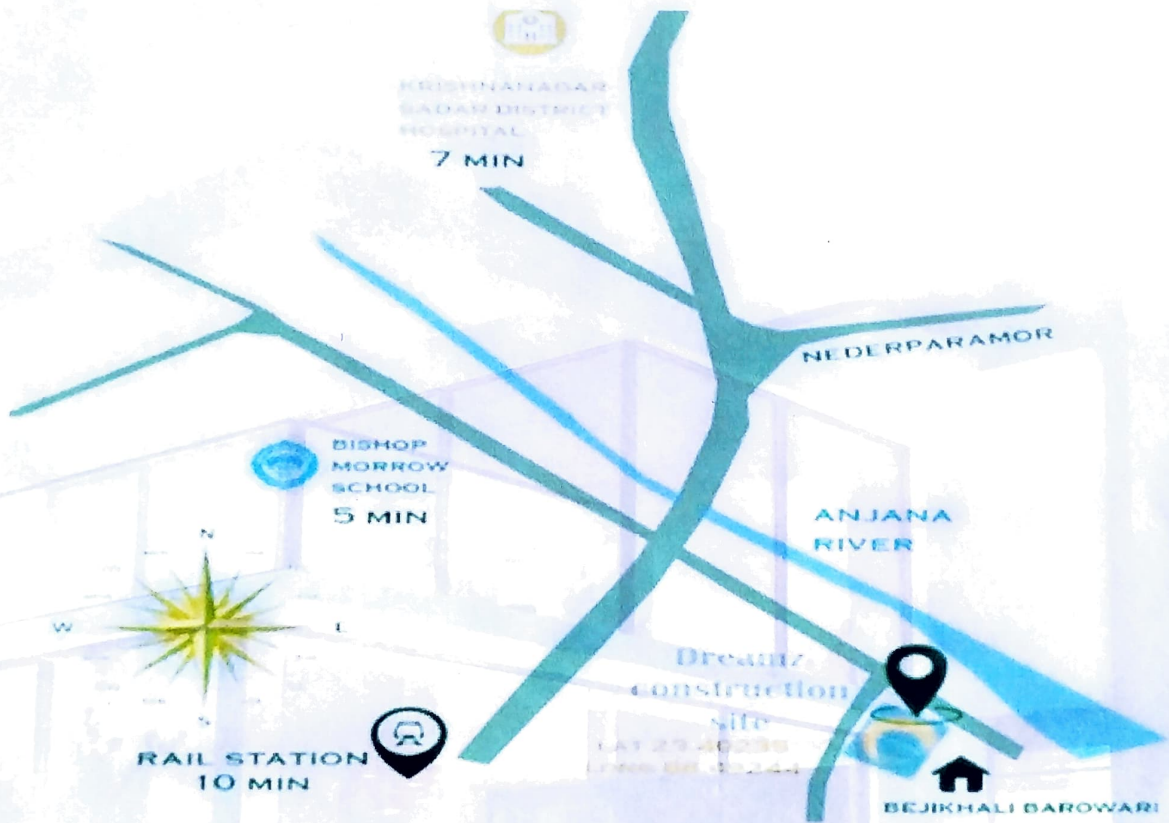 KRISHNANAGAR
SADAR DISTRICT
HOSPITAL
7 MIN
NEDERPARAMOR
BISHOP
MORROW
SCHOOL
5 MIN
ANJANA
RIVER
N
W
E
S
Dreamz
construction
site
RAIL STATION
10 MIN
BEJIKHALI BAROWARI